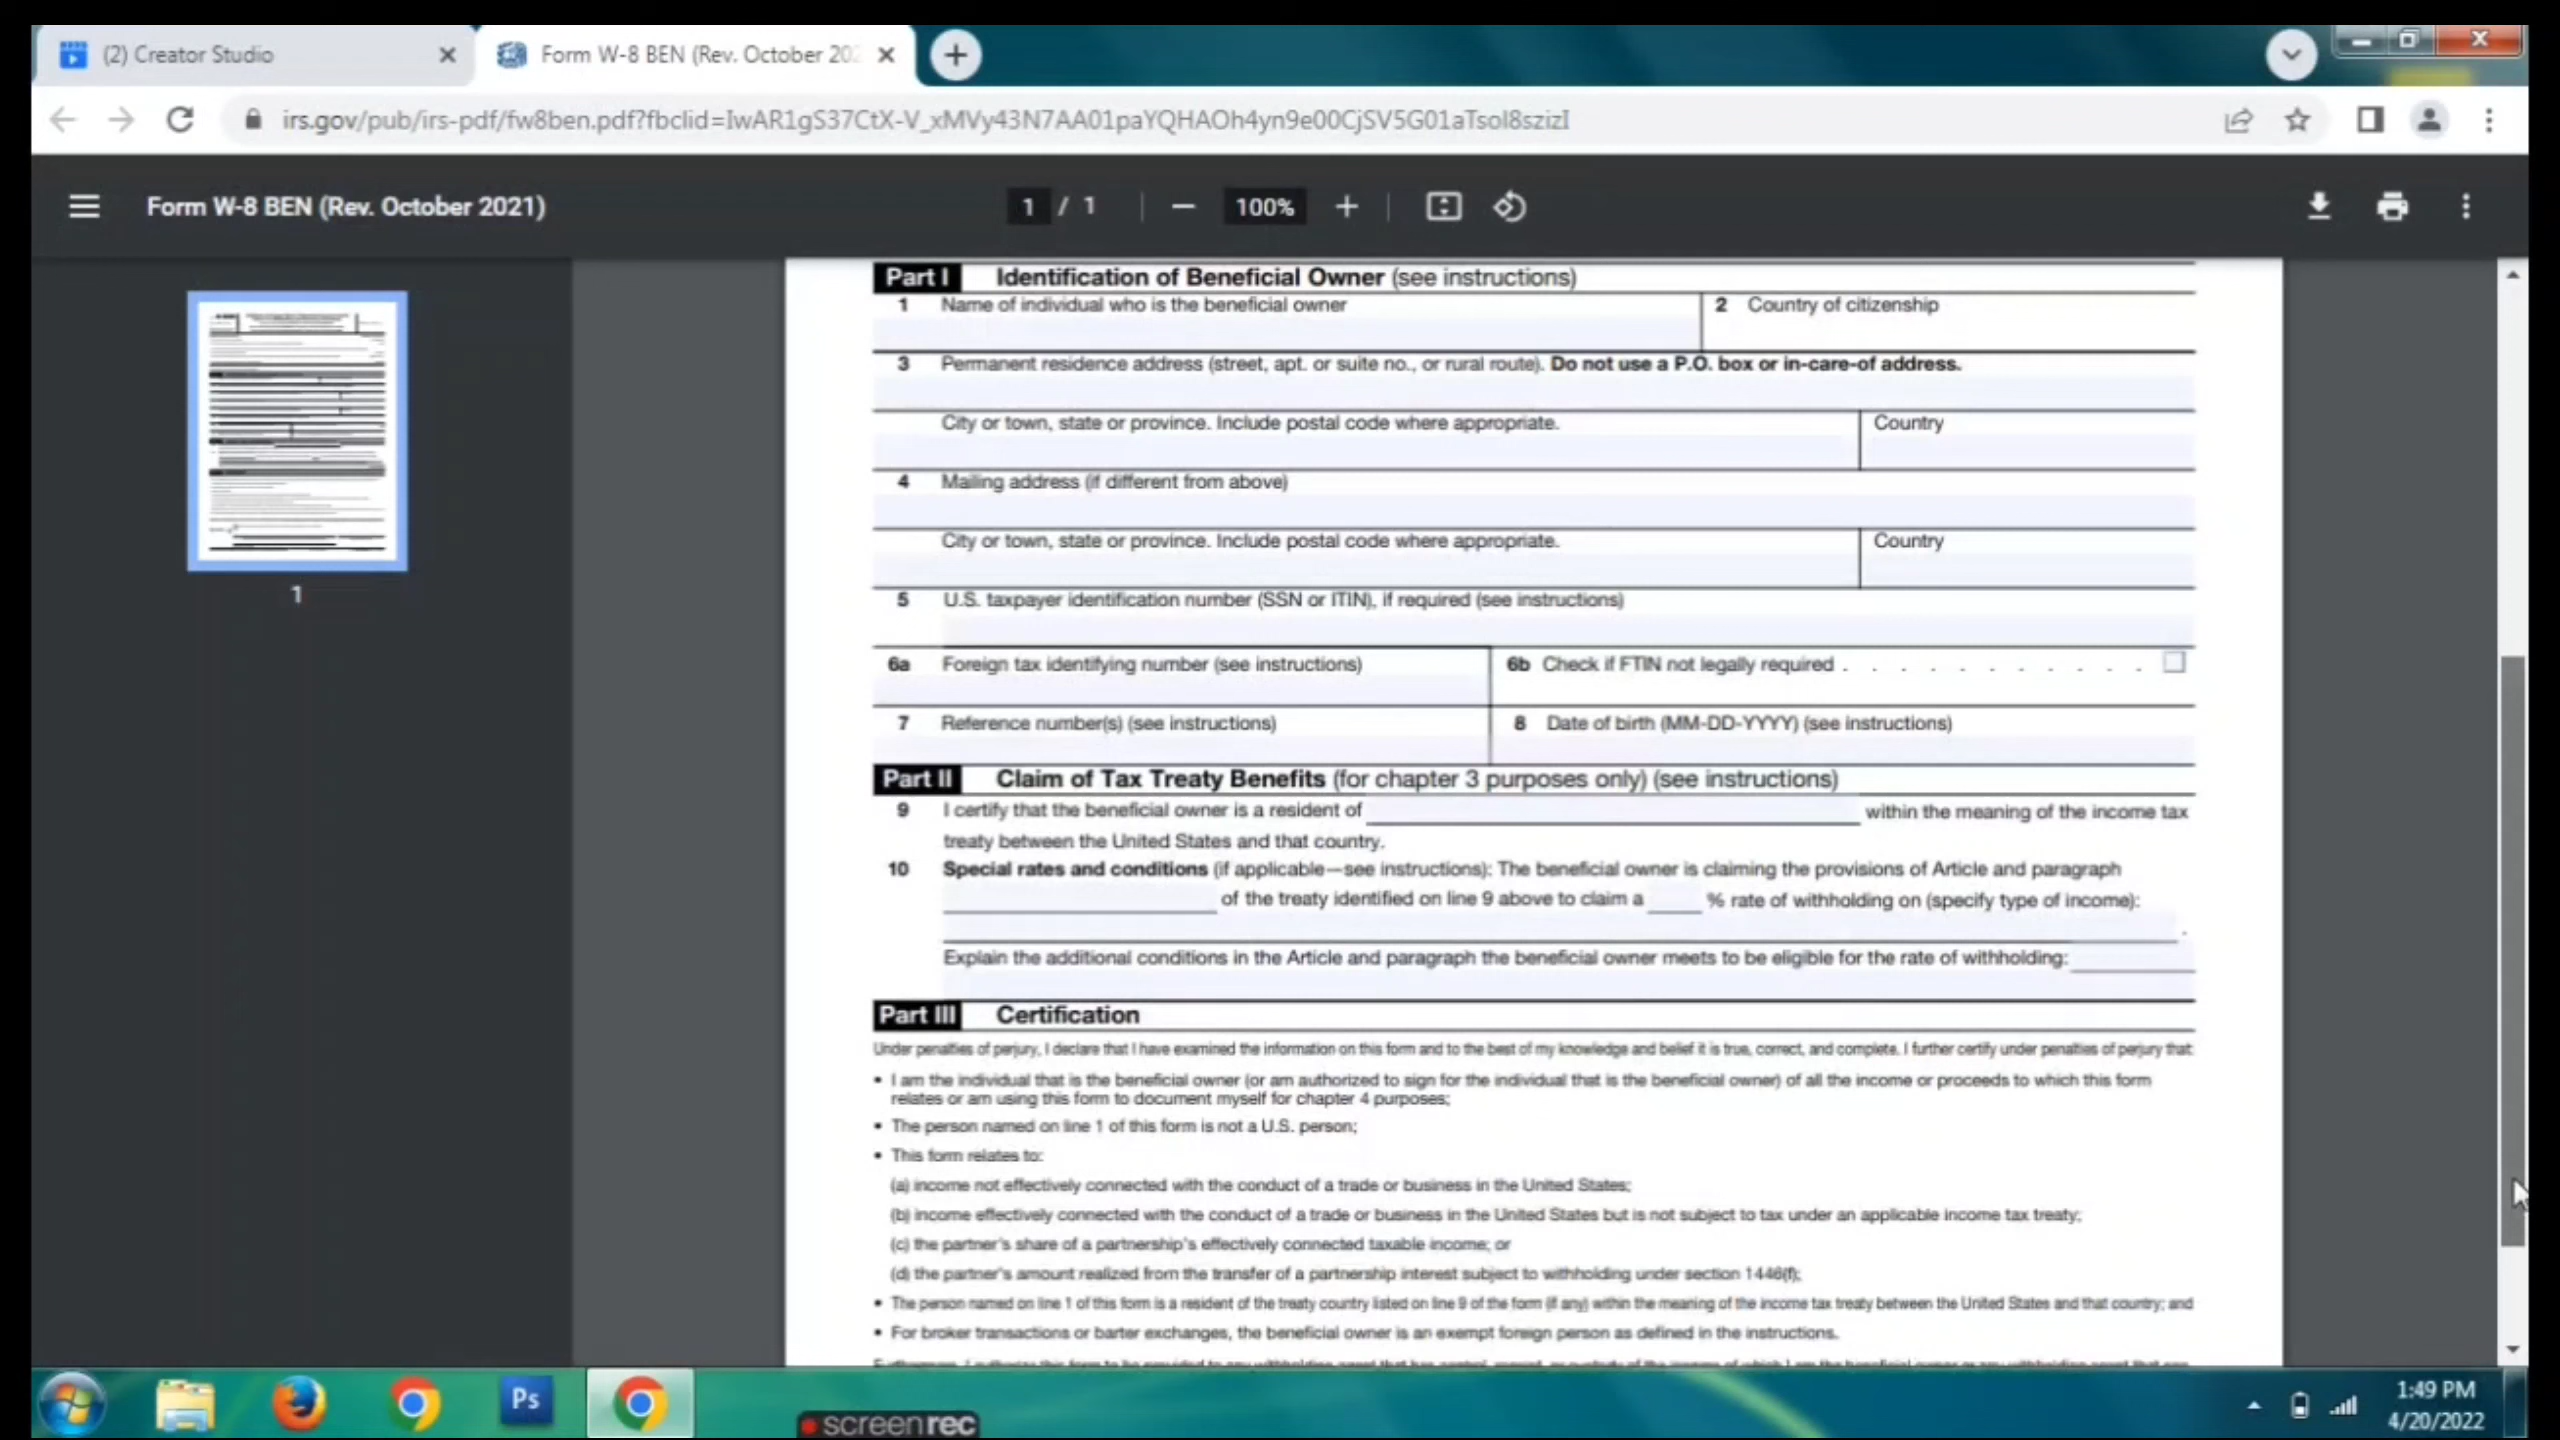 (2) Creator Studio
Form W-8 BEN (Rev. October 202
irs.gov/pub/irs-pdf/fw8ben.pdf?fbclid=IwAR1gS37CtX-V_xMVy43N7AA01paYQHAOh4yn9e00CjSV5G01aTsol8szizI
Form W-8 BEN (Rev. October 2021)
1 / 1
100%
1
Part I Identification of Beneficial Owner (see instructions)
1 Name of individual who is the beneficial owner
2 Country of citizenship
3 Permanent residence address (street, apt. or suite no., or rural route). Do not use a P.O. box or in-care-of address.
City or town, state or province. Include postal code where appropriate.
Country
4 Mailing address (if different from above)
City or town, state or province. Include postal code where appropriate.
Country
5 U.S. taxpayer identification number (SSN or ITIN), if required (see instructions)
6a Foreign tax identifying number (see instructions)
6b Check if FTIN not legally required . . . . . . . . . . .
7 Reference number(s) (see instructions)
8 Date of birth (MM-DD-YYYY) (see instructions)
Part II Claim of Tax Treaty Benefits (for chapter 3 purposes only) (see instructions)
9 I certify that the beneficial owner is a resident of within the meaning of the income tax
treaty between the United States and that country.
10 Special rates and conditions (if applicable—see instructions): The beneficial owner is claiming the provisions of Article and paragraph
of the treaty identified on line 9 above to claim a % rate of withholding on (specify type of income):
.
Explain the additional conditions in the Article and paragraph the beneficial owner meets to be eligible for the rate of withholding:
Part III Certification
Under penalties of perjury, I declare that I have examined the information on this form and to the best of my knowledge and belief it is true, correct, and complete. I further certify under penalties of perjury that:
• I am the individual that is the beneficial owner (or am authorized to sign for the individual that is the beneficial owner) of all the income or proceeds to which this form
relates or am using this form to document myself for chapter 4 purposes;
• The person named on line 1 of this form is not a U.S. person;
• This form relates to:
(a) income not effectively connected with the conduct of a trade or business in the United States;
(b) income effectively connected with the conduct of a trade or business in the United States but is not subject to tax under an applicable income tax treaty;
(c) the partner's share of a partnership's effectively connected taxable income; or
(d) the partner's amount realized from the transfer of a partnership interest subject to withholding under section 1446(f);
• The person named on line 1 of this form is a resident of the treaty country listed on line 9 of the form (if any) within the meaning of the income tax treaty between the United States and that country; and
• For broker transactions or barter exchanges, the beneficial owner is an exempt foreign person as defined in the instructions.
Ps
screenrec
1:49 PM
4/20/2022